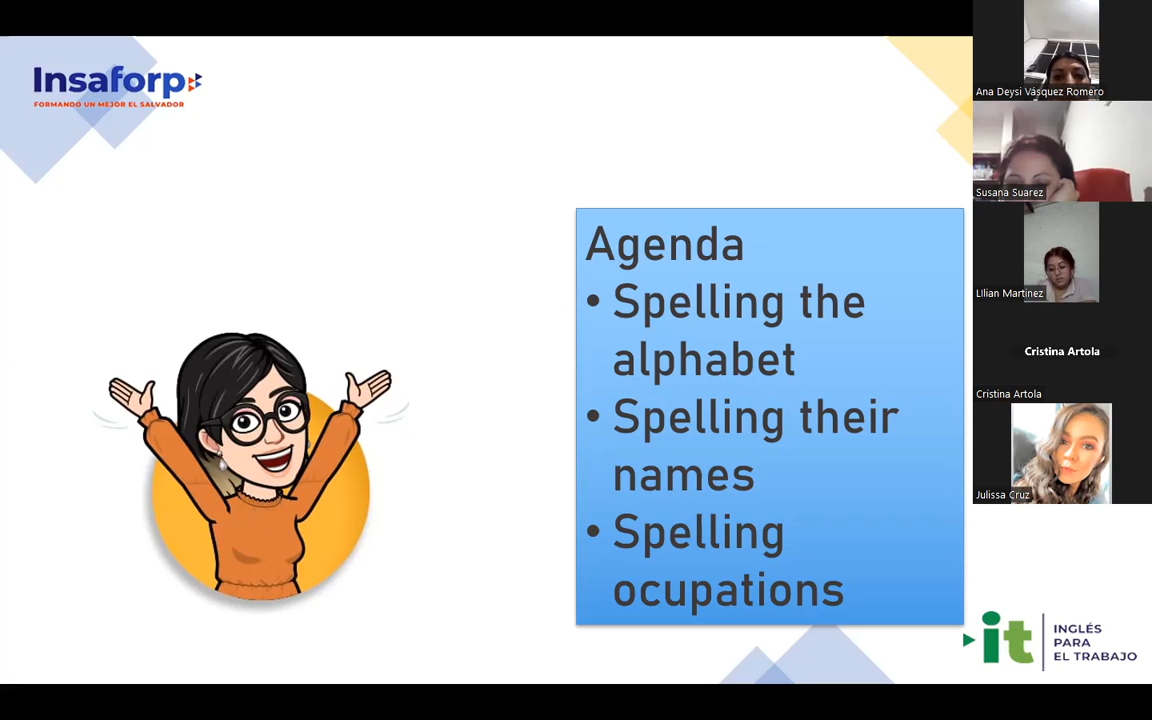 Insaforp
FORMANDO UN MEJOR EL SALVADOR
Agenda
• Spelling the
alphabet
• Spelling their
names
• Spelling
ocupations
Ana Deysi Vásquez Romero
Susana Suarez
LIlian Martinez
Cristina Artola
Cristina Artola
Julissa Cruz
it
INGLÉS
PARA
EL TRABAJO